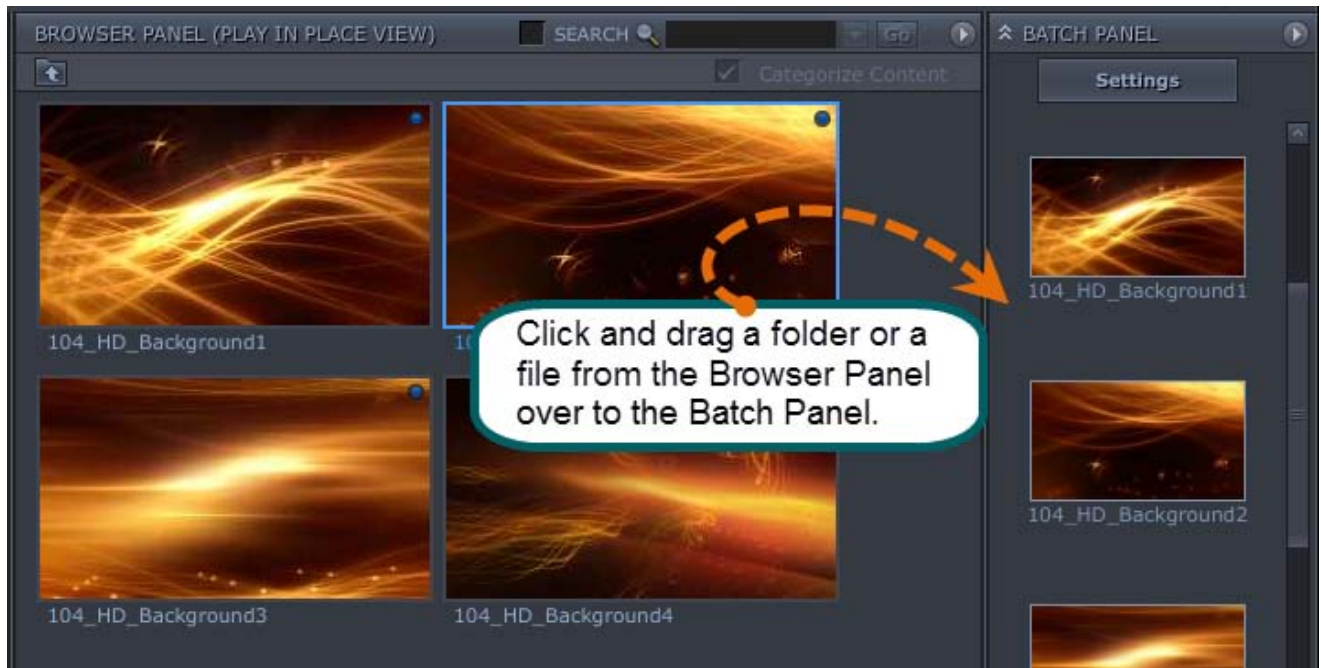 BROWSER PANEL (PLAY IN PLACE VIEW)
SEARCH
Go
BATCH PANEL
Categorize Content
Settings
104_HD_Background1
10
Click and drag a folder or a
file from the Browser Panel
over to the Batch Panel.
104_HD_Background3
104_HD_Background4
104_HD_Background1
104_HD_Background2